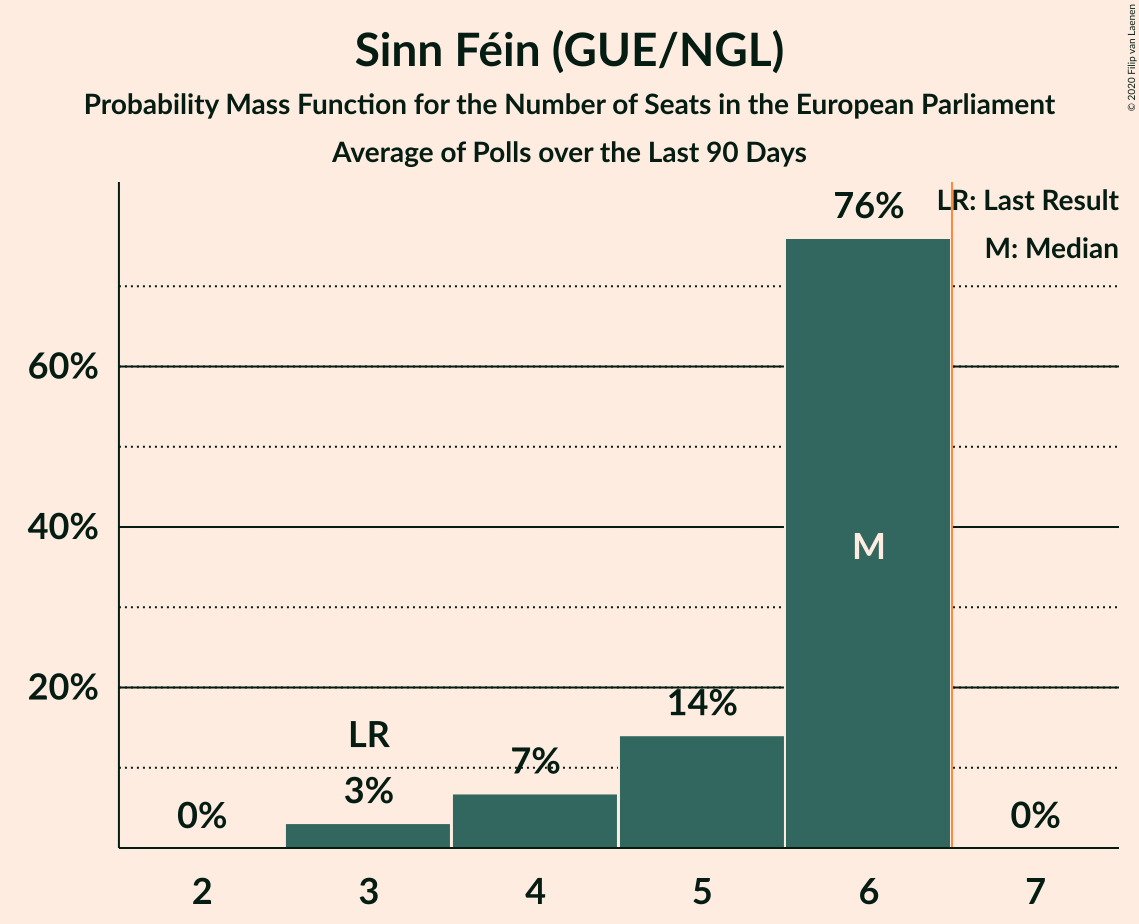 Sinn Féin (GUE/NGL)
Probability Mass Function for the Number of Seats in the European Parliament
Average of Polls over the Last 90 Days
© 2020 Filip van Laenen
LR: Last Result
M: Median
76%
60%
40%
M
20%
14%
LR
7%
3%
0%
0%
2 3 4 5 6 7